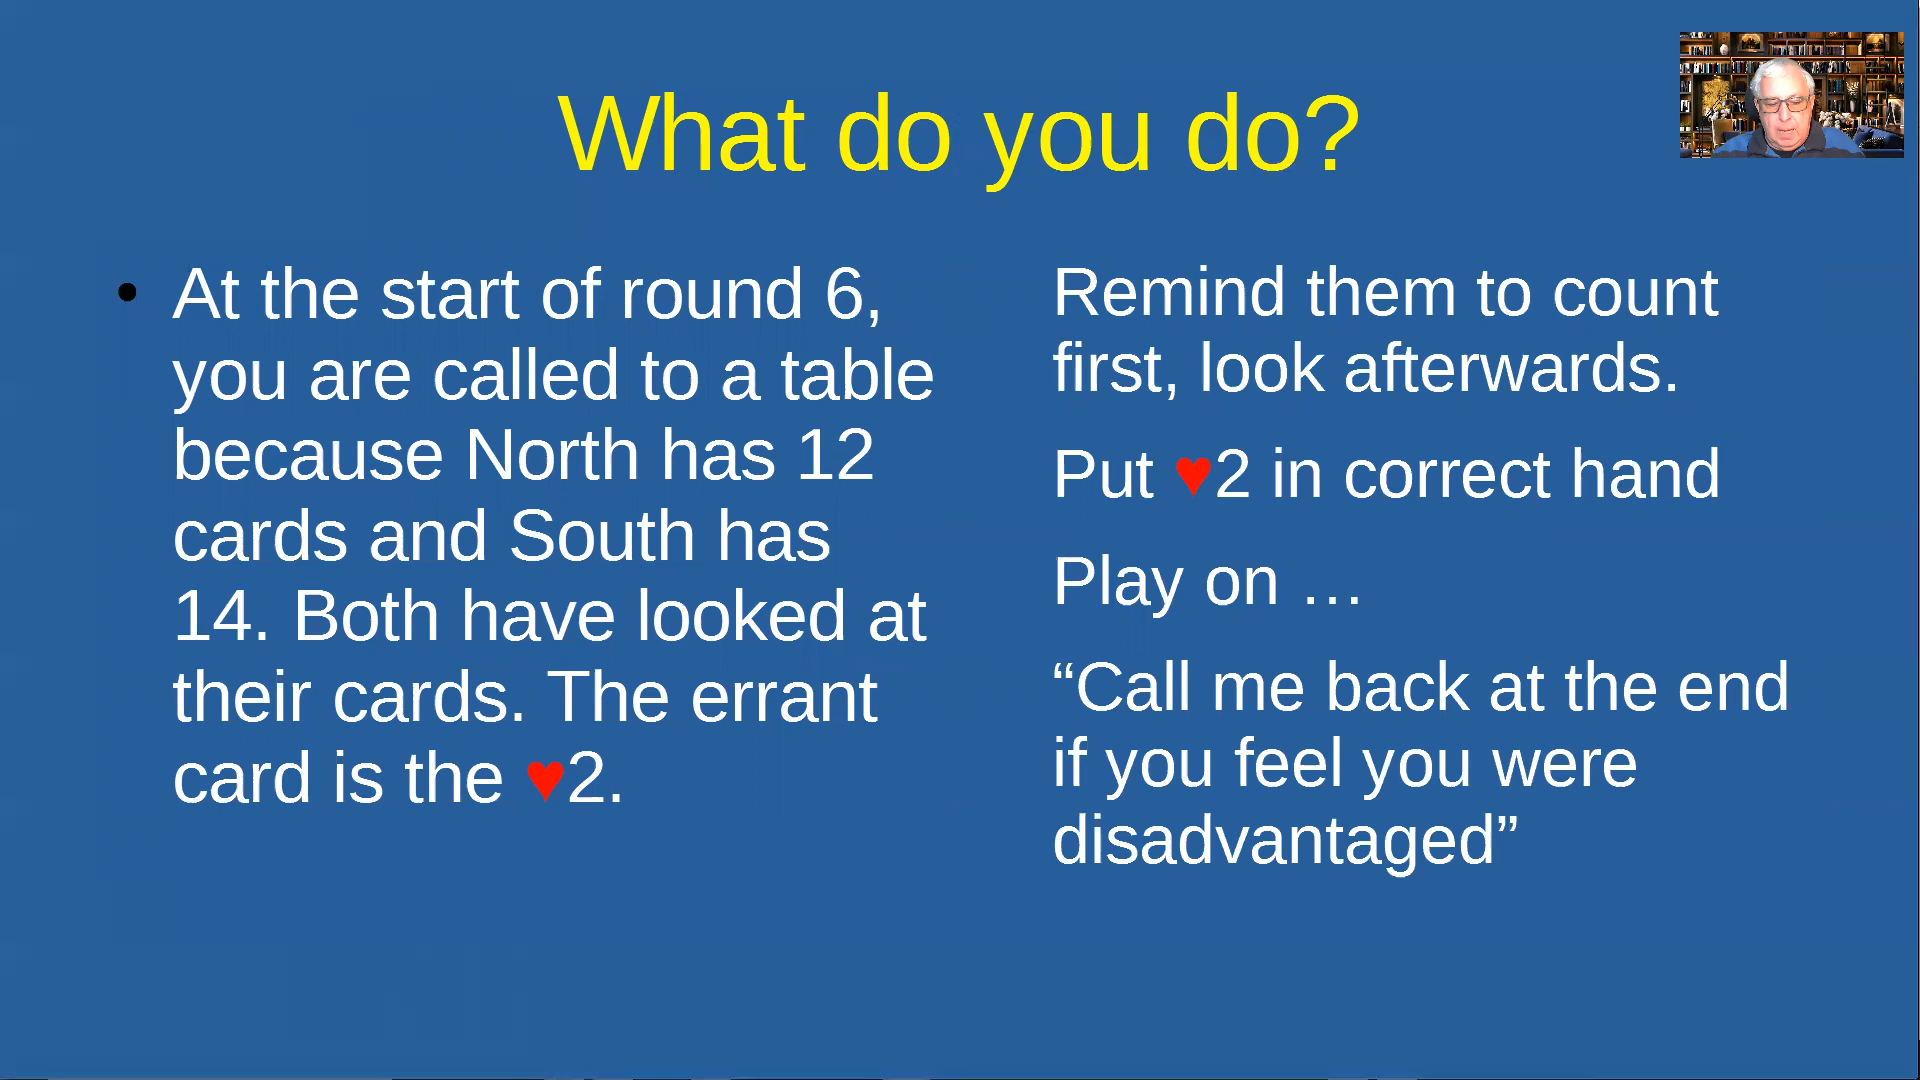 What do you do?
• At the start of round 6,
you are called to a table
because North has 12
cards and South has
14. Both have looked at
their cards. The errant
card is the ♥2.
Remind them to count
first, look afterwards.
Put ♥2 in correct hand
Play on …
“Call me back at the end
if you feel you were
disadvantaged”